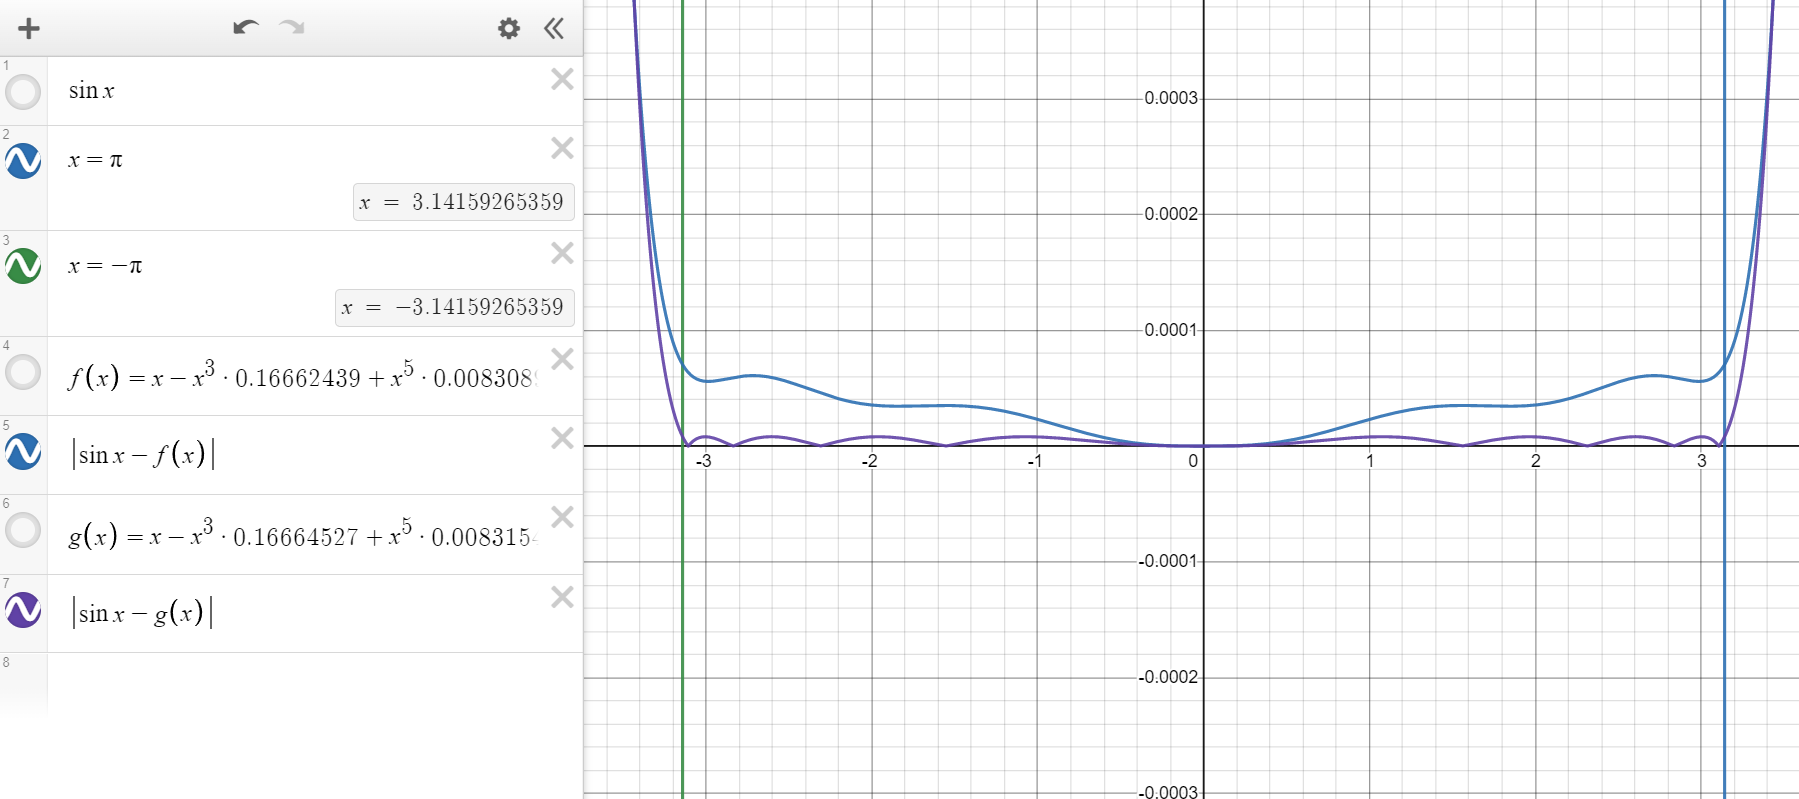 1
sin x
2
x = π
x = 3.14159265359
3
x = −π
x = −3.14159265359
4
f(x) = x − x³ · 0.16662439 + x⁵ · 0.008308
5
|sin x − f(x)|
6
g(x) = x − x³ · 0.16664527 + x⁵ · 0.008315
7
|sin x − g(x)|
8
0.0003
0.0002
0.0001
-3
-2
-1
0
1
2
3
-0.0001
-0.0002
-0.0003